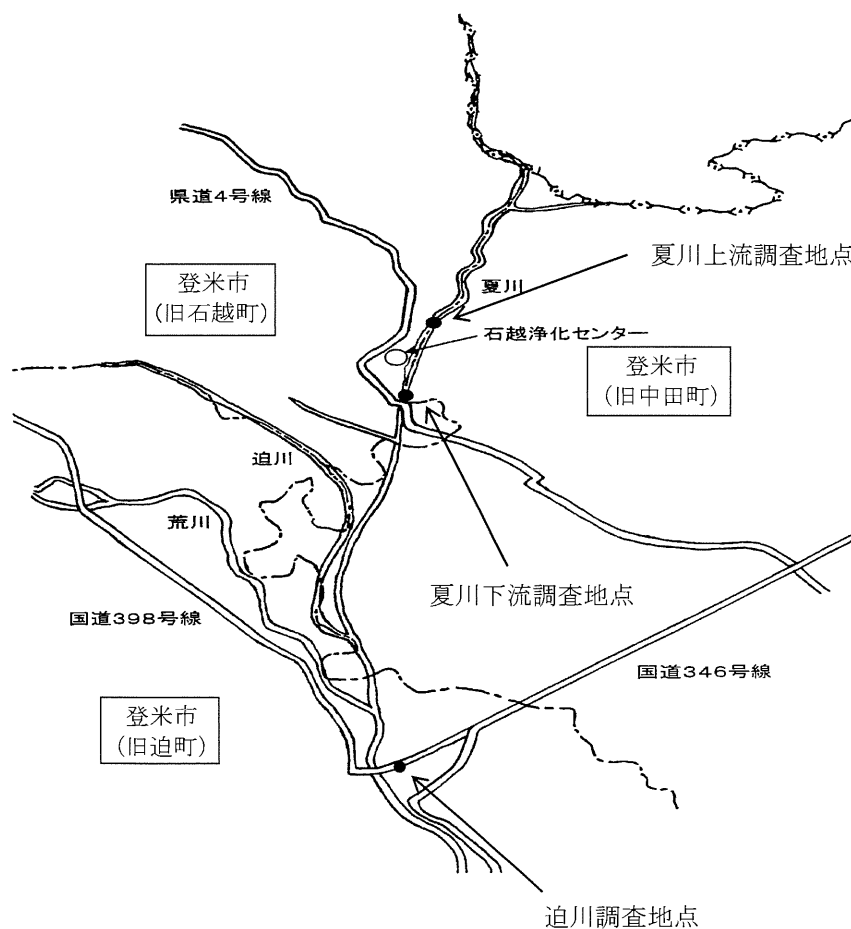 県道4号線
夏川上流調査地点
登米市
(旧石越町)
夏川
石越浄化センター
登米市
(旧中田町)
迫川
荒川
夏川下流調査地点
国道398号線
国道346号線
登米市
(旧迫町)
迫川調査地点